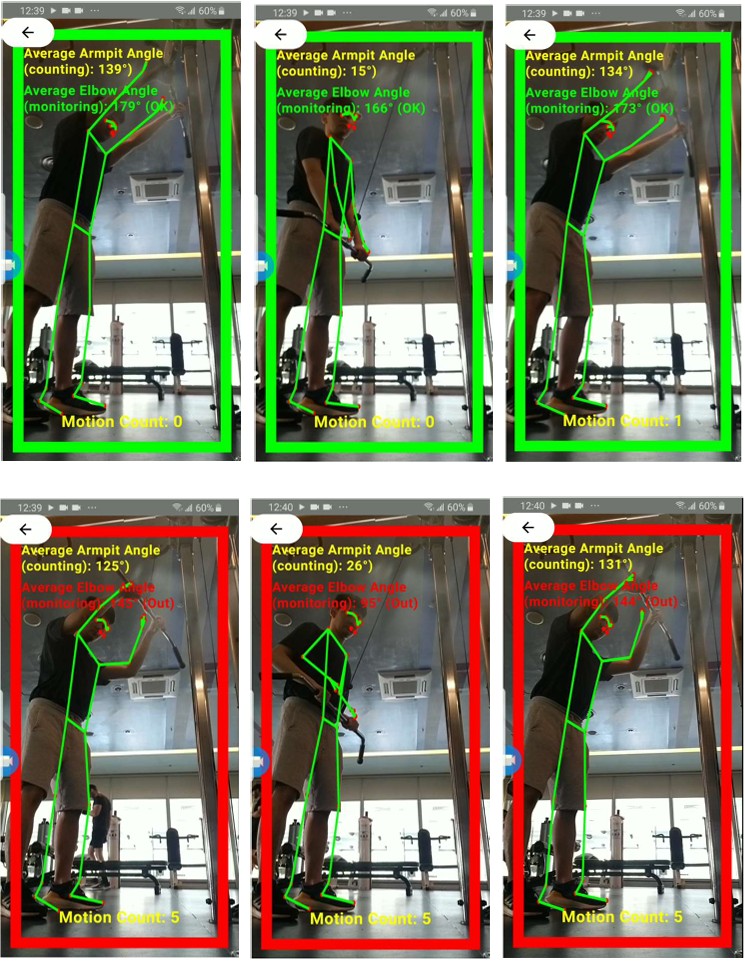 12:39
60%
Average Armpit Angle
(counting): 139°)
Average Elbow Angle
(monitoring): 179° (OK)
Motion Count: 0
12:39
60%
Average Armpit Angle
(counting): 15°)
Average Elbow Angle
(monitoring): 166° (OK)
Motion Count: 0
12:39
60%
Average Armpit Angle
(counting): 134°)
Average Elbow Angle
(monitoring): 173° (OK)
Motion Count: 1
12:39
60%
Average Armpit Angle
(counting): 125°)
Average Elbow Angle
(monitoring): (Out)
Motion Count: 5
12:40
60%
Average Armpit Angle
(counting): 26°)
Average Elbow Angle
(monitoring): 95° (Out)
Motion Count: 5
12:40
60%
Average Armpit Angle
(counting): 131°)
Average Elbow Angle
(monitoring): 144° (Out)
Motion Count: 5